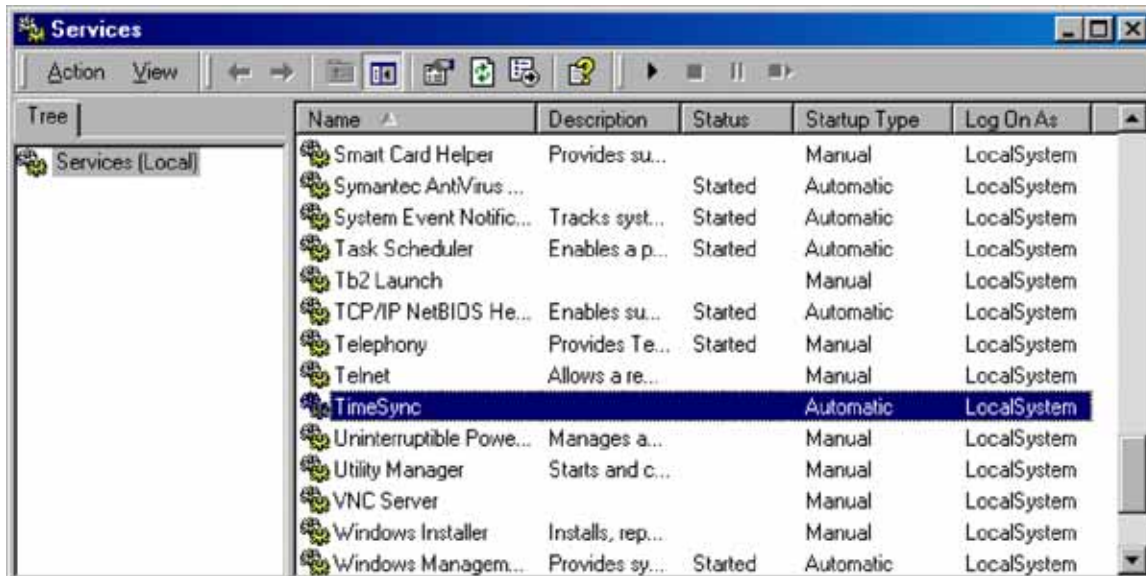 Services
Action View
Tree
Name Description Status Startup Type Log On As
Services (Local)
Smart Card Helper Provides su... Manual LocalSystem
Symantec AntiVirus ... Started Automatic LocalSystem
System Event Notific... Tracks syst... Started Automatic LocalSystem
Task Scheduler Enables a p... Started Automatic LocalSystem
Tb2 Launch Manual LocalSystem
TCP/IP NetBIOS He... Enables su... Started Automatic LocalSystem
Telephony Provides Te... Started Manual LocalSystem
Telnet Allows a re... Manual LocalSystem
TimeSync Automatic LocalSystem
Uninterruptible Powe... Manages a... Manual LocalSystem
Utility Manager Starts and c... Manual LocalSystem
VNC Server Manual LocalSystem
Windows Installer Installs, rep... Manual LocalSystem
Windows Managem... Provides sy... Started Automatic LocalSystem